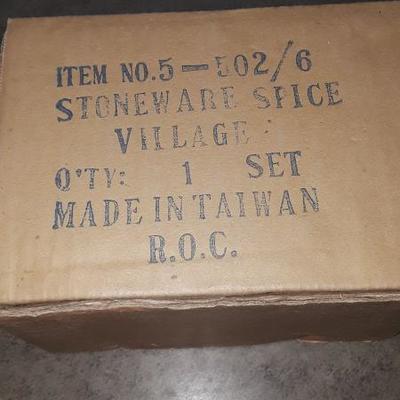 ITEM NO.5-502/6
STONEWARE SPICE
VILLAGE
Q'TY: 1 SET
MADE IN TAIWAN
R.O.C.